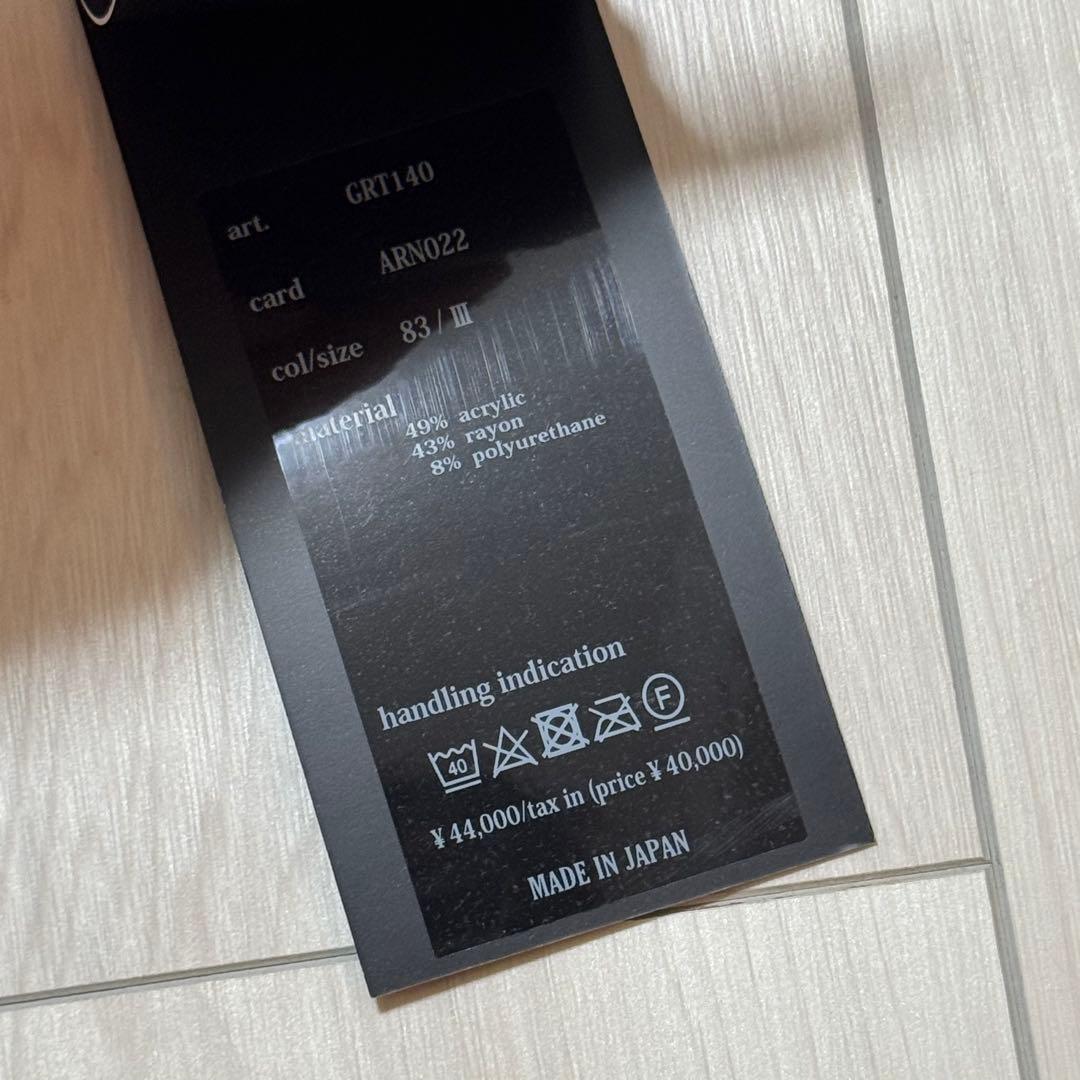 art. GRT140
card ARN022
col/size 83 / Ⅲ
material 49% acrylic
43% rayon
8% polyurethane
handling indication
40 F
¥44,000/tax in (price ¥40,000)
MADE IN JAPAN